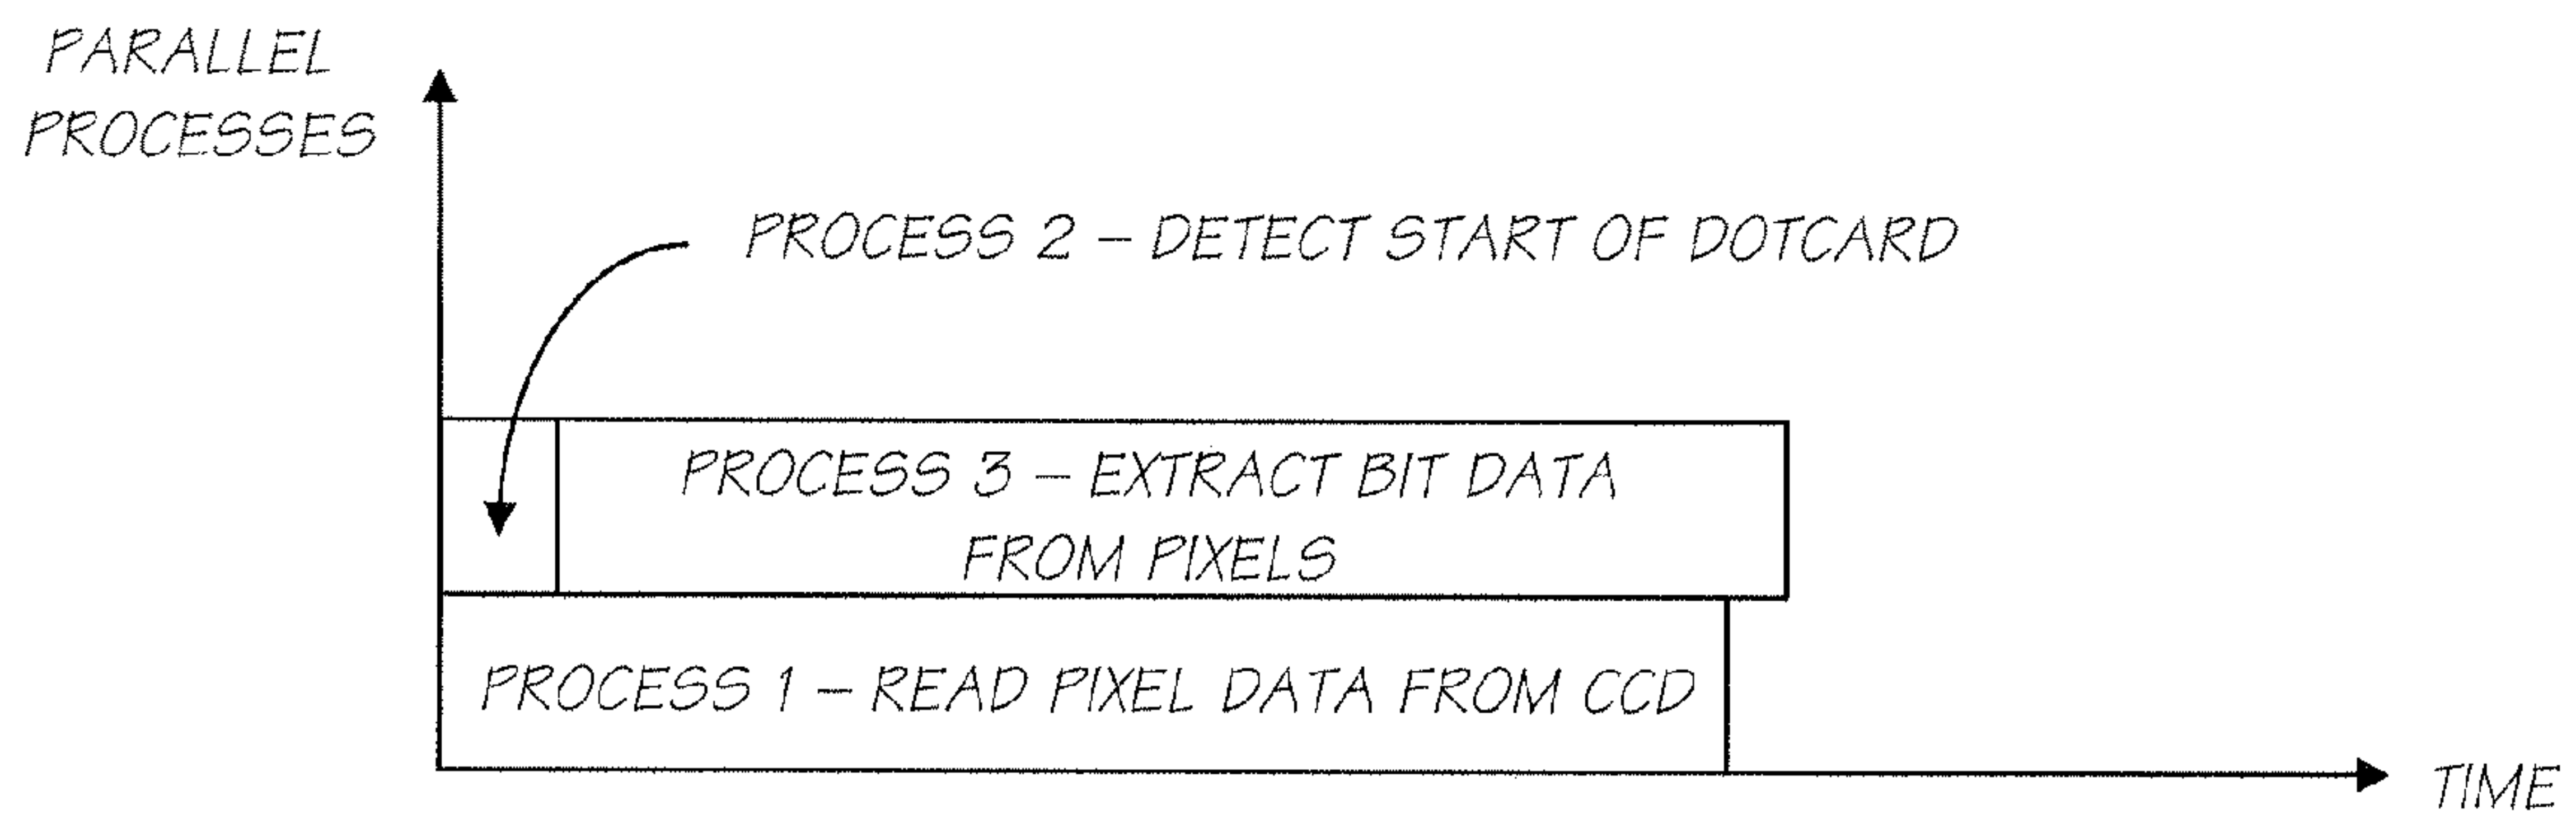 PARALLEL
PROCESSES
PROCESS 2 – DETECT START OF DOTCARD
PROCESS 3 – EXTRACT BIT DATA
FROM PIXELS
PROCESS 1 – READ PIXEL DATA FROM CCD
TIME